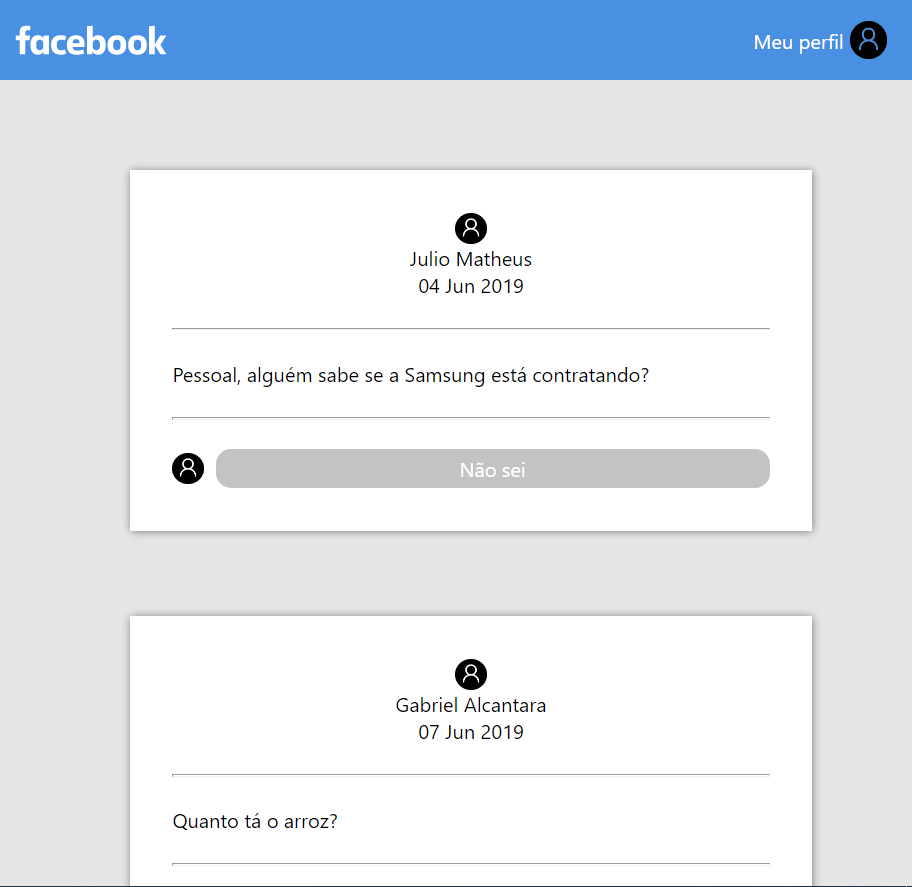 facebook
Meu perfil
Julio Matheus
04 Jun 2019
Pessoal, alguém sabe se a Samsung está contratando?
Não sei
Gabriel Alcantara
07 Jun 2019
Quanto tá o arroz?